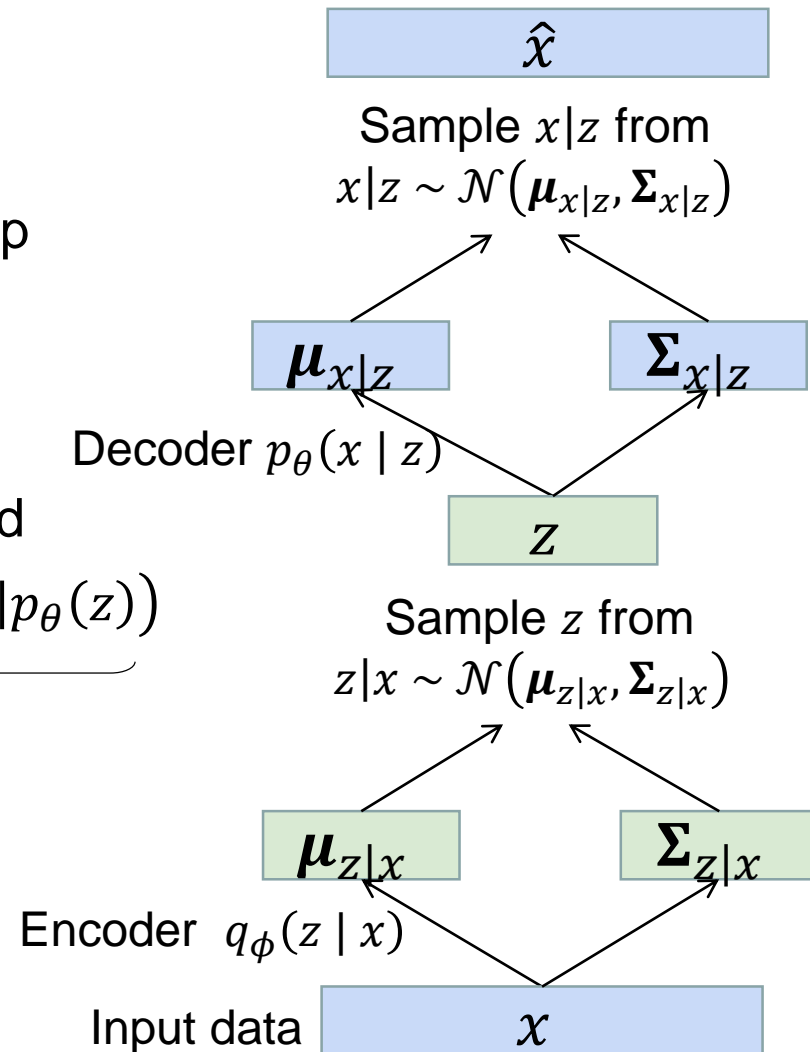 x̂
Sample x|z from
x|z ~ 𝒩(μ_{x|z}, Σ_{x|z})
p
μ_{x|z} Σ_{x|z}
Decoder p_θ(x | z)
z
d
|p_θ(z))
Sample z from
z|x ~ 𝒩(μ_{z|x}, Σ_{z|x})
μ_{z|x} Σ_{z|x}
Encoder q_ϕ(z | x)
Input data x